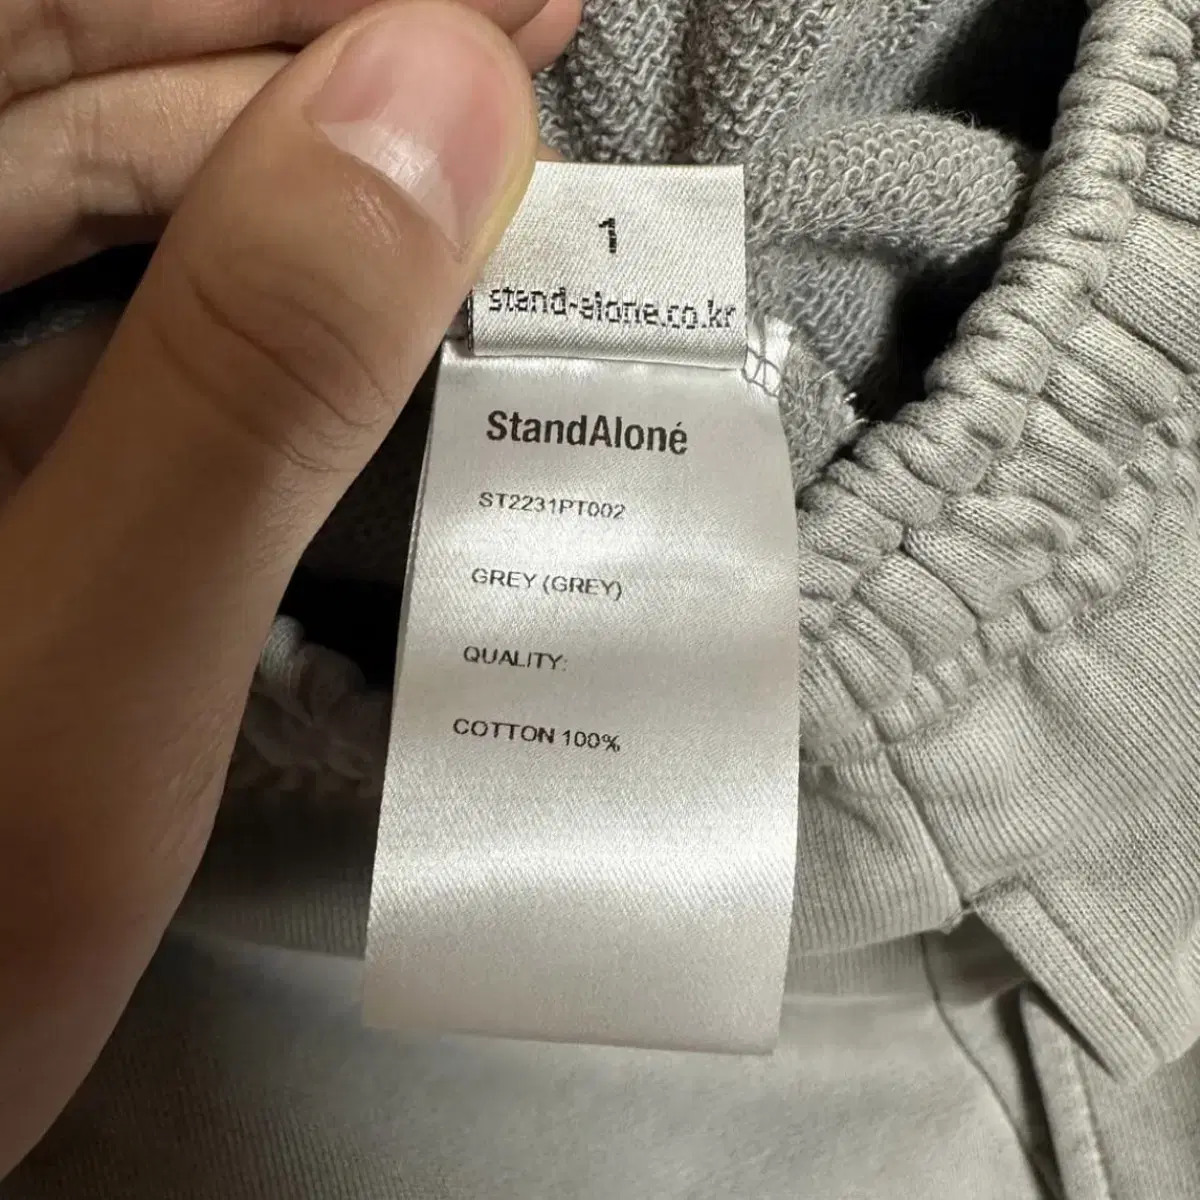 1
stand-alone.co.kr
StandAloné
ST2231PT002
GREY (GREY)
QUALITY:
COTTON 100%